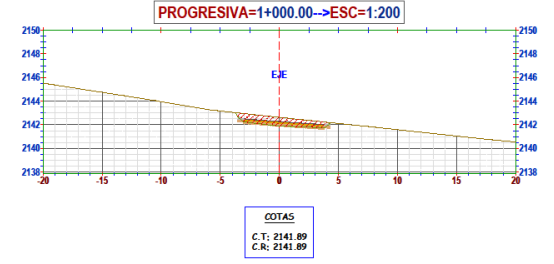 PROGRESIVA=1+000.00-->ESC=1:200
2150 2150
2148 2148
2146 2146
EJE
2144 2144
2142 2142
2140 2140
2138 2138
-20 -15 -10 -5 0 5 10 15 20
COTAS
C.T: 2141.89
C.R: 2141.89